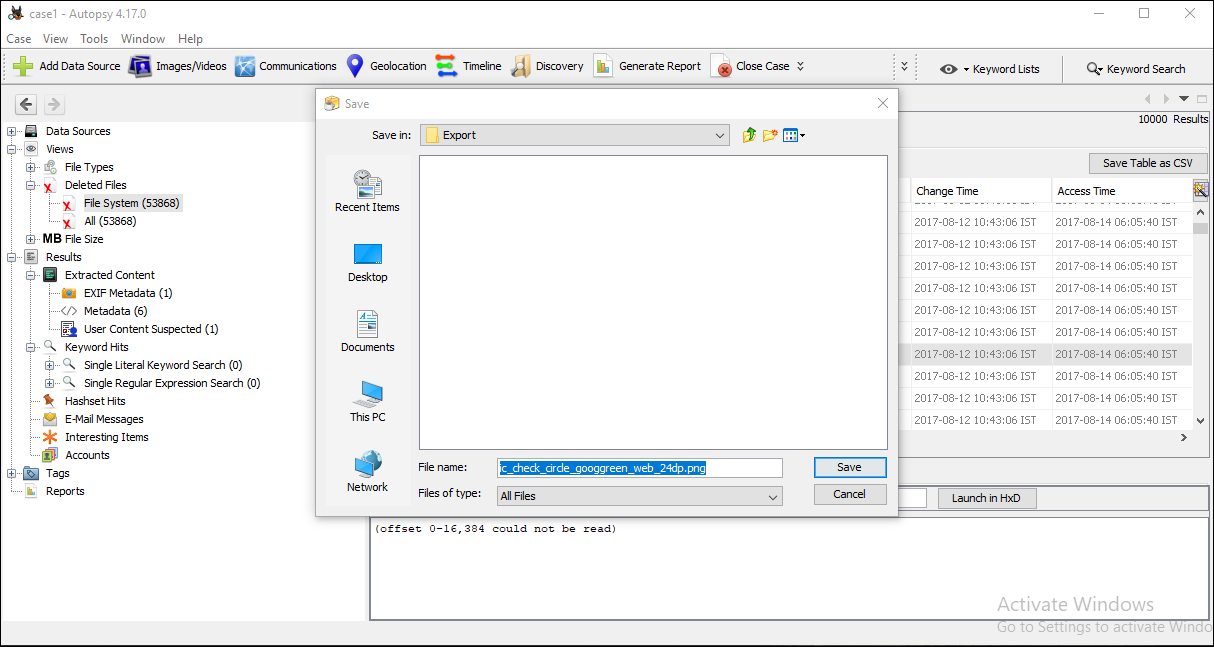 case1 - Autopsy 4.17.0
Case View Tools Window Help
Add Data Source Images/Videos Communications Geolocation Timeline Discovery Generate Report Close Case Keyword Lists Keyword Search
10000 Results
Save Table as CSV
Data Sources
Views
File Types
Deleted Files
File System (53868)
All (53868)
MB File Size
Results
Extracted Content
EXIF Metadata (1)
Metadata (6)
User Content Suspected (1)
Keyword Hits
Single Literal Keyword Search (0)
Single Regular Expression Search (0)
Hashset Hits
E-Mail Messages
Interesting Items
Accounts
Tags
Reports
Save
Save in: Export
Recent Items
Desktop
Documents
This PC
Network
File name: ic_check_circle_googgreen_web_24dp.png Save
Files of type: All Files Cancel
Change Time Access Time
2017-08-12 10:43:06 IST 2017-08-14 06:05:40 IST
2017-08-12 10:43:06 IST 2017-08-14 06:05:40 IST
2017-08-12 10:43:06 IST 2017-08-14 06:05:40 IST
2017-08-12 10:43:06 IST 2017-08-14 06:05:40 IST
2017-08-12 10:43:06 IST 2017-08-14 06:05:40 IST
2017-08-12 10:43:06 IST 2017-08-14 06:05:40 IST
2017-08-12 10:43:06 IST 2017-08-14 06:05:40 IST
2017-08-12 10:43:06 IST 2017-08-14 06:05:40 IST
2017-08-12 10:43:06 IST 2017-08-14 06:05:40 IST
2017-08-12 10:43:06 IST 2017-08-14 06:05:40 IST
Launch in HxD
(offset 0-16,384 could not be read)
Activate Windows
Go to Settings to activate Windo